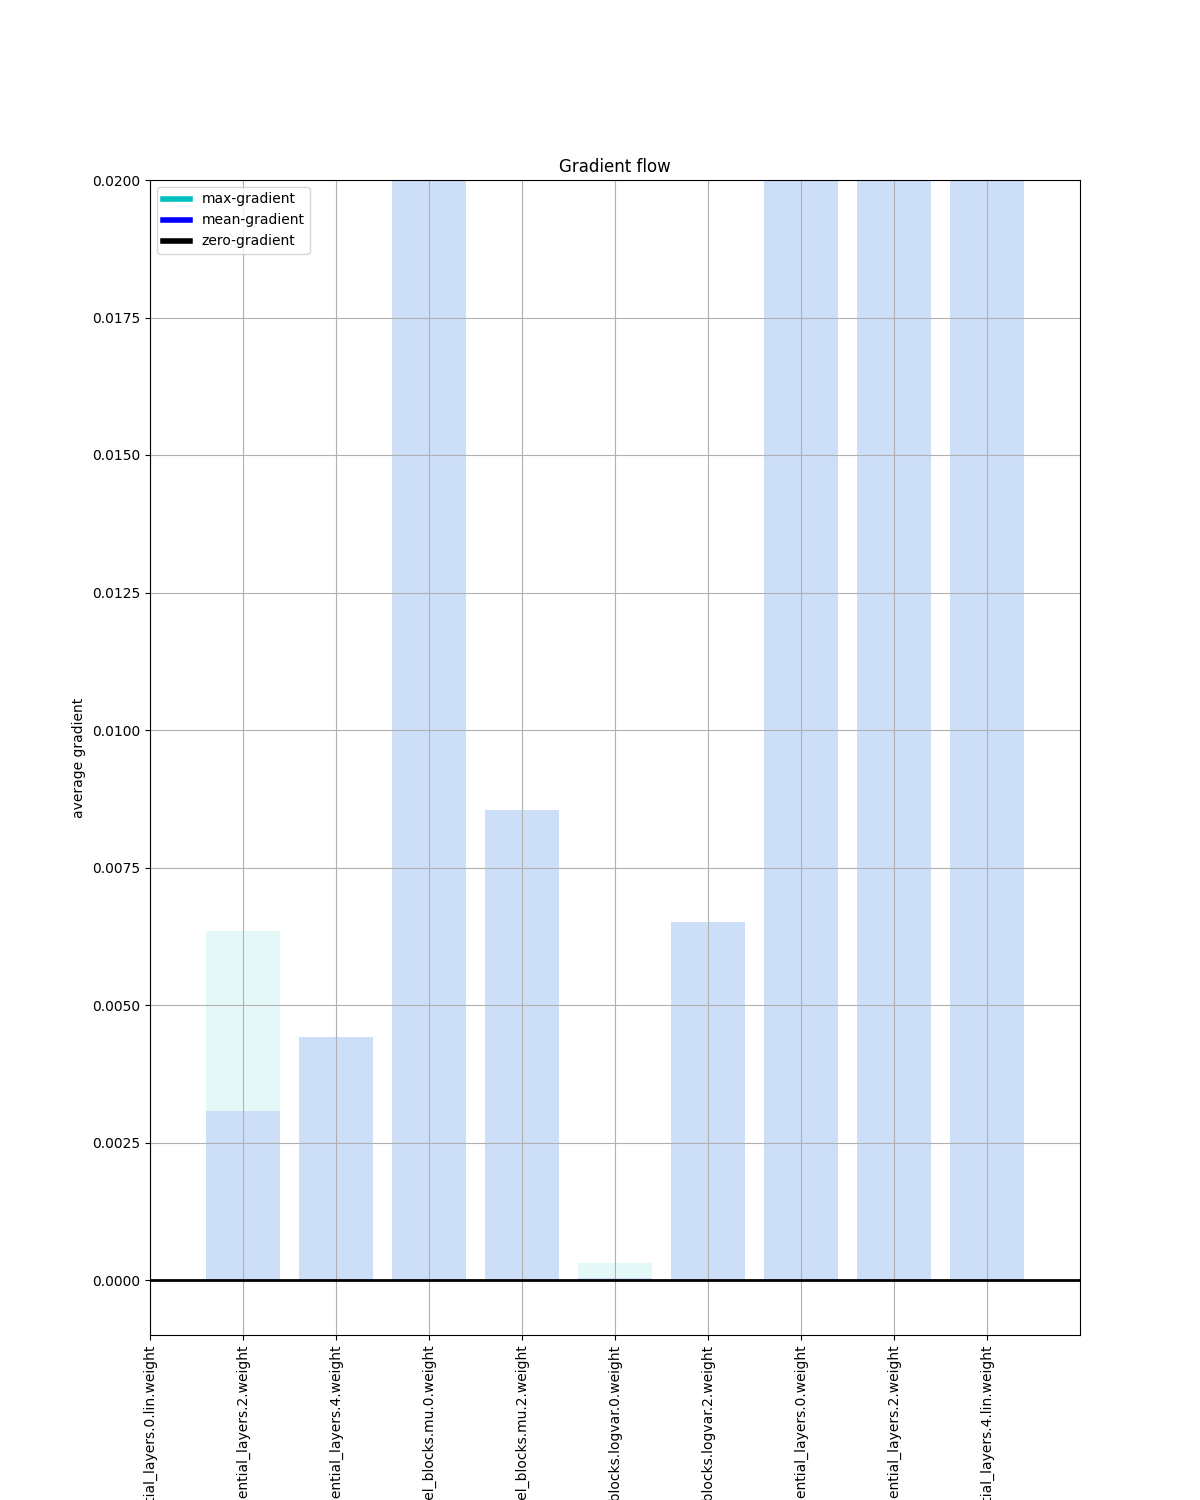 Gradient flow
max-gradient
mean-gradient
zero-gradient
0.0200
0.0175
0.0150
0.0125
0.0100
0.0075
0.0050
0.0025
0.0000
average gradient
tial_layers.0.lin.weight
ential_layers.2.weight
ential_layers.4.weight
el_blocks.mu.0.weight
el_blocks.mu.2.weight
blocks.logvar.0.weight
blocks.logvar.2.weight
ential_layers.0.weight
ential_layers.2.weight
tial_layers.4.lin.weight